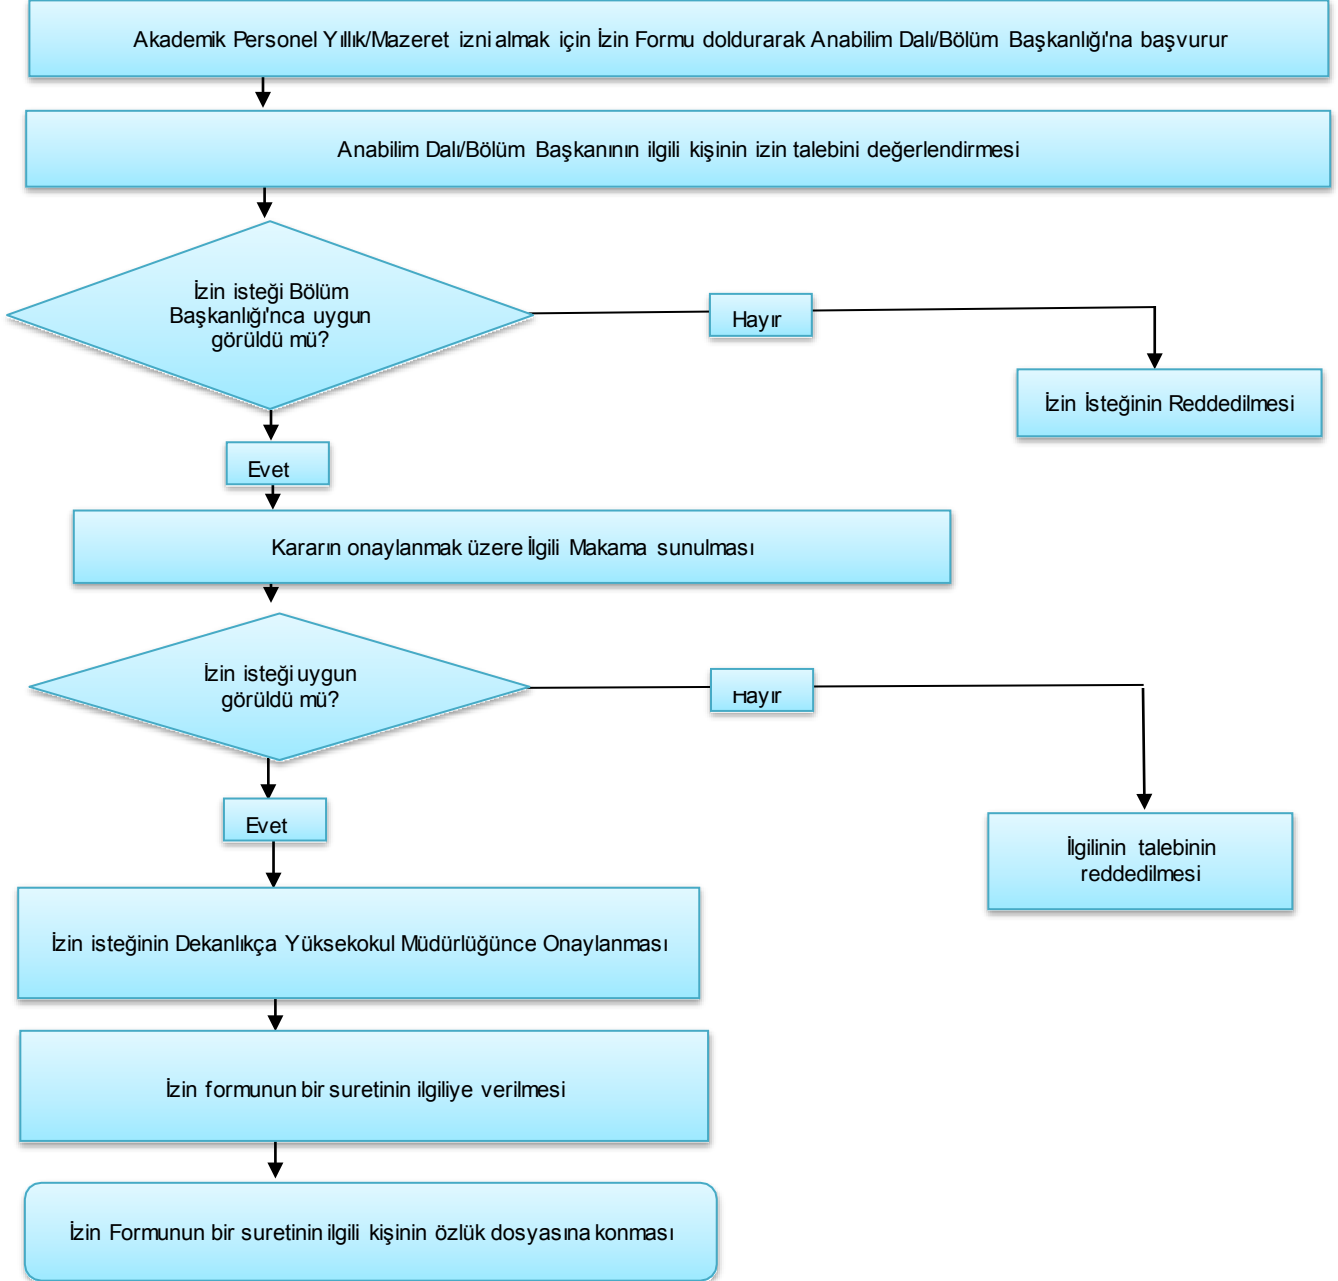 Akademik Personel Yıllık/Mazeret izni almak için İzin Formu doldurarak Anabilim Dalı/Bölüm Başkanlığı'na başvurur
Anabilim Dalı/Bölüm Başkanının ilgili kişinin izin talebini değerlendirmesi
İzin isteği Bölüm
Başkanlığı'nca uygun
görüldü mü?
Hayır
İzin İsteğinin Reddedilmesi
Evet
Kararın onaylanmak üzere İlgili Makama sunulması
İzin isteği uygun
görüldü mü?
Hayır
Evet
İlgilinin talebinin
reddedilmesi
İzin isteğinin Dekanlıkça Yüksekokul Müdürlüğünce Onaylanması
İzin formunun bir suretinin ilgiliye verilmesi
İzin Formunun bir suretinin ilgili kişinin özlük dosyasına konması